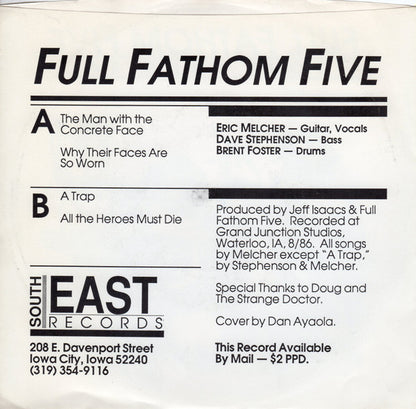 FULL FATHOM FIVE
A
The Man with the
Concrete Face
Why Their Faces Are
So Worn
ERIC MELCHER — Guitar, Vocals
DAVE STEPHENSON — Bass
BRENT FOSTER — Drums
B
A Trap
All the Heroes Must Die
Produced by Jeff Isaacs & Full
Fathom Five. Recorded at
Grand Junction Studios,
Waterloo, IA, 8/86. All songs
by Melcher except “A Trap,”
by Stephenson & Melcher.
Special Thanks to Doug and
The Strange Doctor.
Cover by Dan Ayaola.
This Record Available
By Mail — $2 PPD.
SOUTH
EAST
RECORDS
208 E. Davenport Street
Iowa City, Iowa 52240
(319) 354-9116